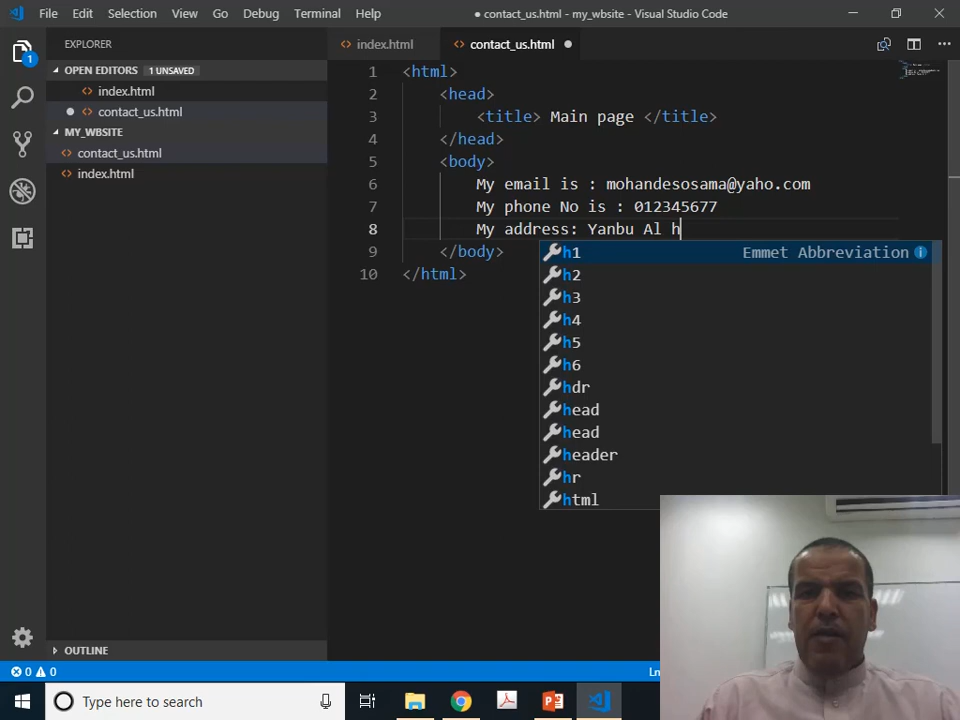 File Edit Selection View Go Debug Terminal Help
● contact_us.html - my_wbsite - Visual Studio Code
EXPLORER
index.html
contact_us.html ●
OPEN EDITORS 1 UNSAVED
index.html
contact_us.html
MY_WBSITE
contact_us.html
index.html
OUTLINE
1
1 <html>
2 <head>
3 <title> Main page </title>
4 </head>
5 <body>
6 My email is : mohandesosama@yaho.com
7 My phone No is : 012345677
8 My address: Yanbu Al h
9 </body>
10 </html>
h1 Emmet Abbreviation
h2
h3
h4
h5
h6
hdr
head
head
header
hr
html
0 0
Ln
Type here to search